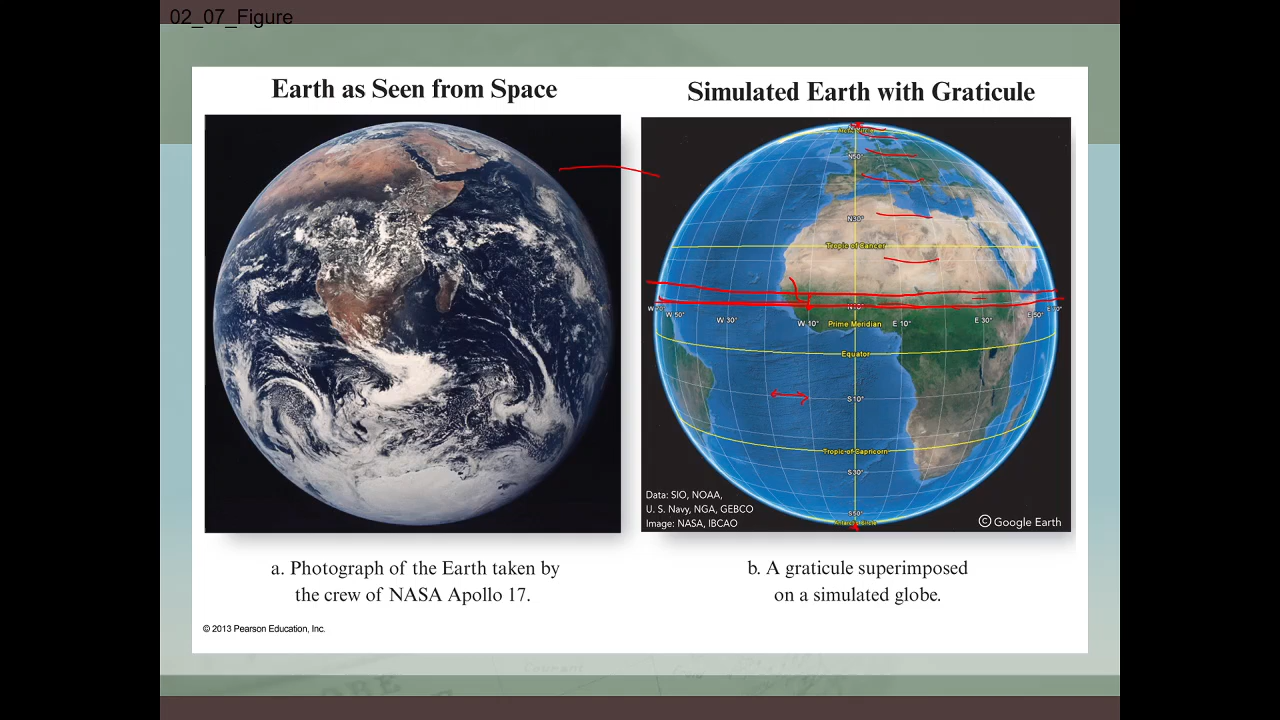 02_07_Figure
Earth as Seen from Space
Simulated Earth with Graticule
Arctic Circle
N50°
N30°
Tropic of Cancer
N10°
W 50°
W 30°
W 10°
Prime Meridian
E 10°
E 30°
E 50°
Equator
S10°
Tropic of Capricorn
S30°
S50°
Antarctic Circle
Data: SIO, NOAA,
U. S. Navy, NGA, GEBCO
Image: NASA, IBCAO
© Google Earth
a. Photograph of the Earth taken by
the crew of NASA Apollo 17.
b. A graticule superimposed
on a simulated globe.
© 2013 Pearson Education, Inc.